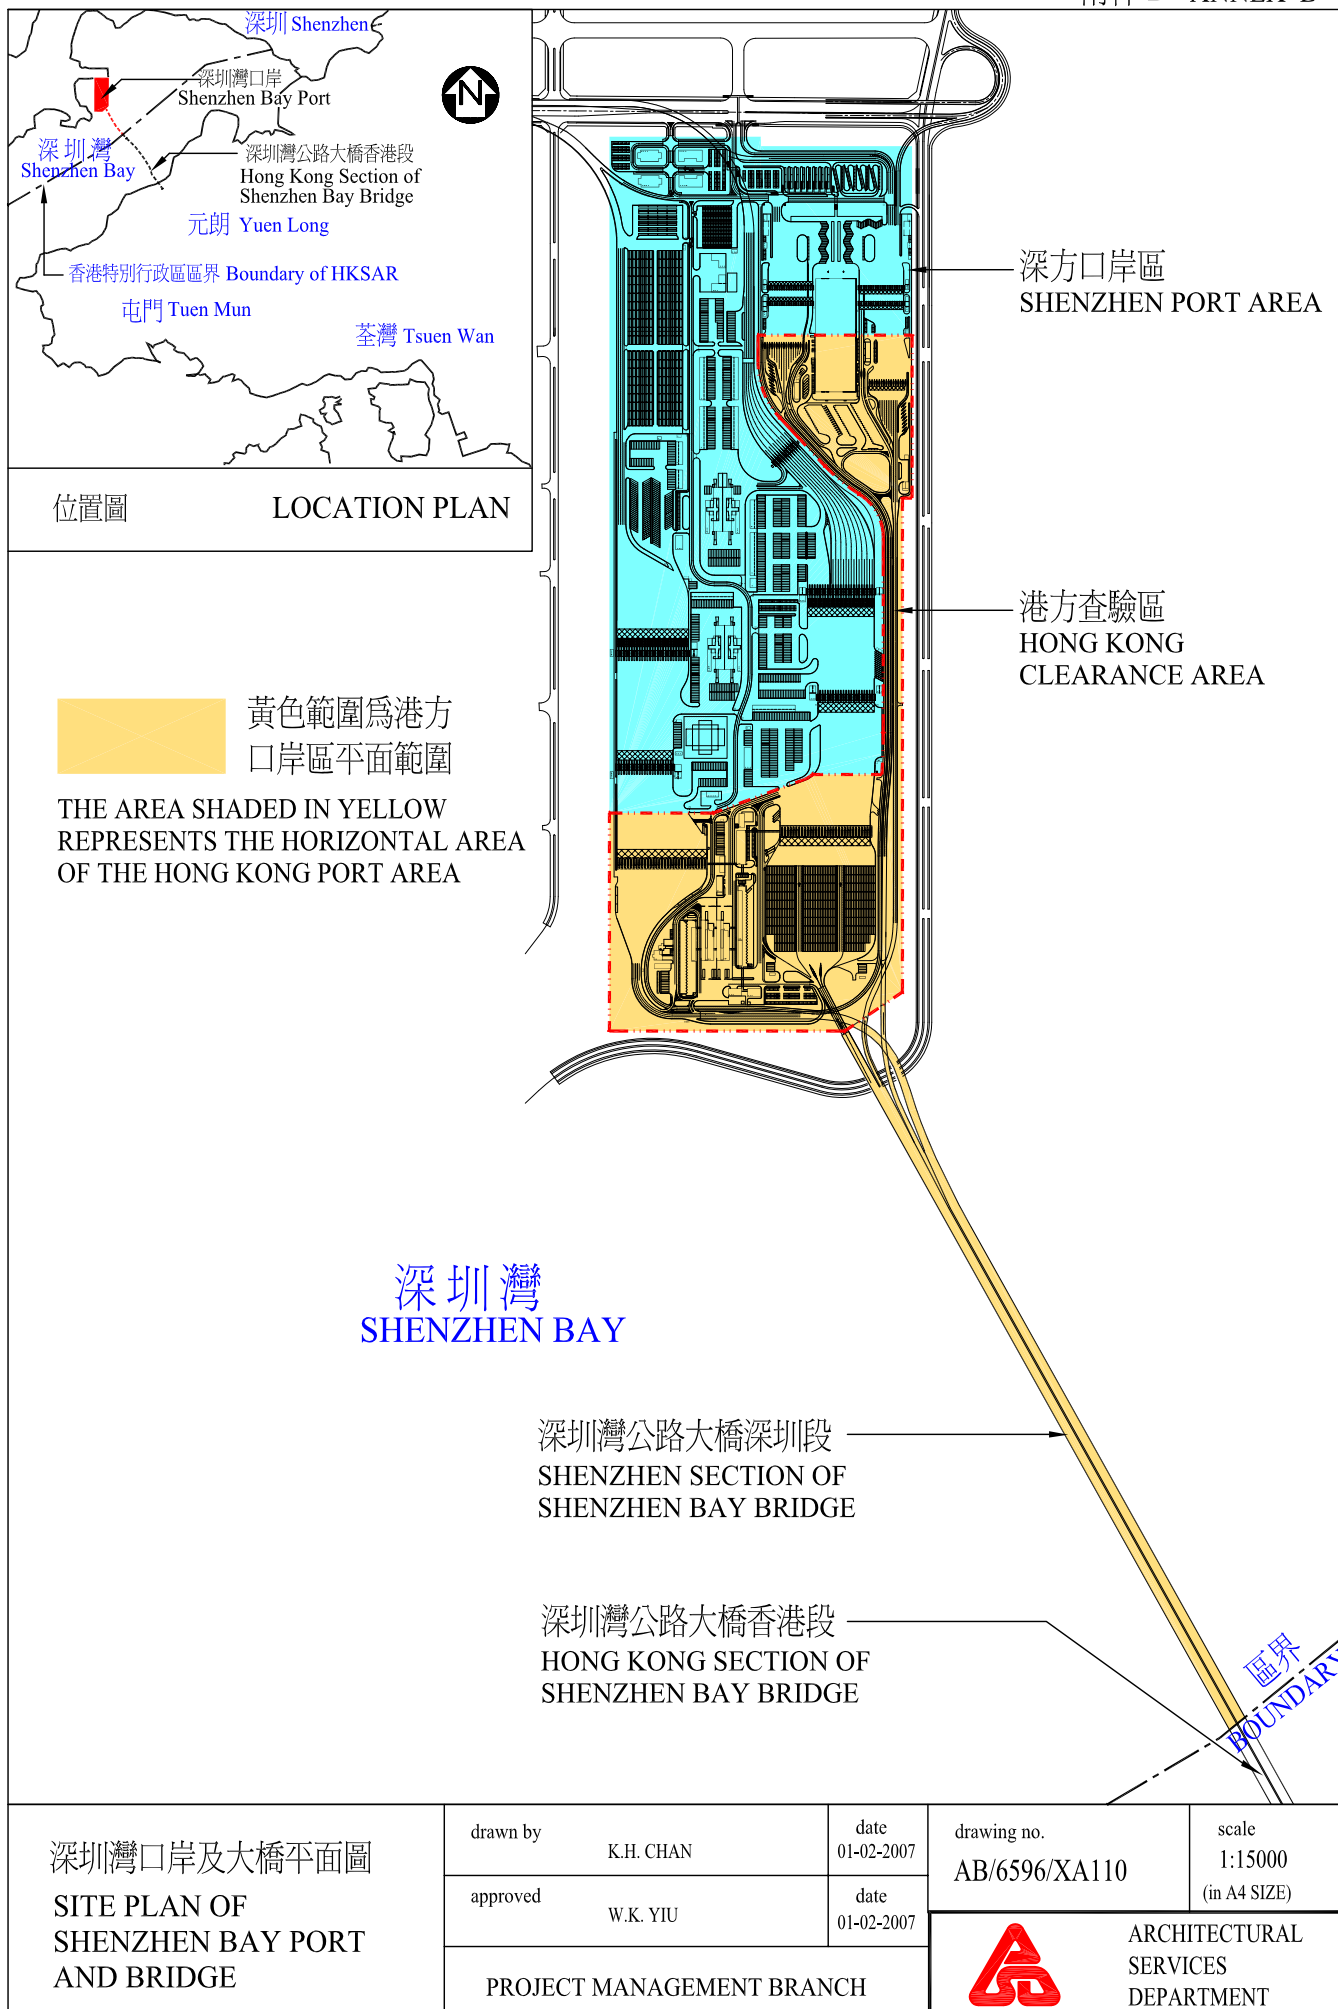 ANNEX B
深圳 Shenzhen
深圳灣口岸
Shenzhen Bay Port
N
深圳灣
Shenzhen Bay
深圳灣公路大橋香港段
Hong Kong Section of
Shenzhen Bay Bridge
元朗 Yuen Long
香港特別行政區區界 Boundary of HKSAR
屯門 Tuen Mun
荃灣 Tsuen Wan
位置圖 LOCATION PLAN
深方口岸區
SHENZHEN PORT AREA
港方查驗區
HONG KONG
CLEARANCE AREA
黃色範圍爲港方
口岸區平面範圍
THE AREA SHADED IN YELLOW
REPRESENTS THE HORIZONTAL AREA
OF THE HONG KONG PORT AREA
深圳灣
SHENZHEN BAY
深圳灣公路大橋深圳段
SHENZHEN SECTION OF
SHENZHEN BAY BRIDGE
深圳灣公路大橋香港段
HONG KONG SECTION OF
SHENZHEN BAY BRIDGE
區界
BOUNDARY
深圳灣口岸及大橋平面圖
SITE PLAN OF
SHENZHEN BAY PORT
AND BRIDGE
drawn by K.H. CHAN
date 01-02-2007
approved W.K. YIU
date 01-02-2007
PROJECT MANAGEMENT BRANCH
drawing no.
AB/6596/XA110
scale
1:15000
(in A4 SIZE)
ARCHITECTURAL
SERVICES
DEPARTMENT